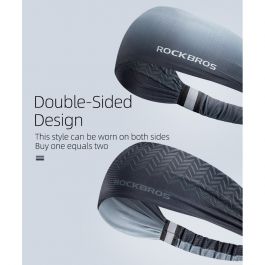 ROCKBROS
Double-Sided
Design
This style can be worn on both sides
Buy one equals two
ROCKBROS